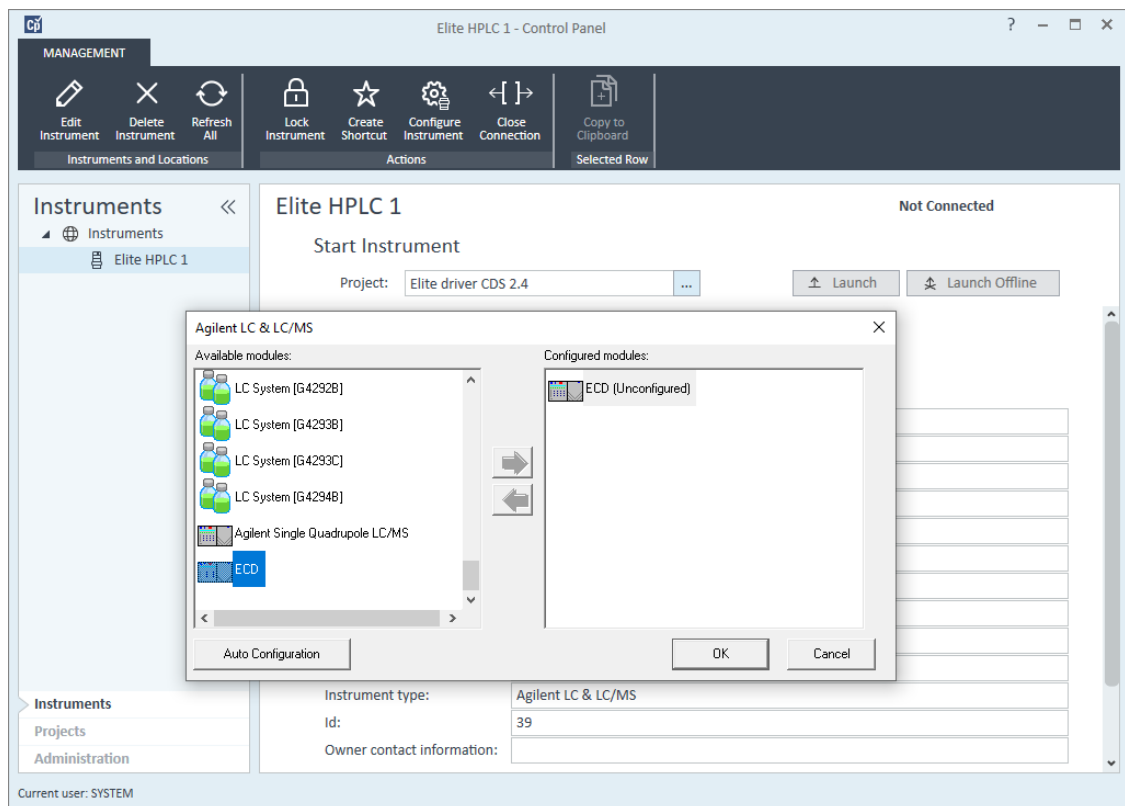 Cp
Elite HPLC 1 - Control Panel
?
MANAGEMENT
Edit Instrument
Delete Instrument
Refresh All
Lock Instrument
Create Shortcut
Configure Instrument
Close Connection
Copy to Clipboard
Instruments and Locations
Actions
Selected Row
Instruments
Instruments
Elite HPLC 1
Elite HPLC 1
Not Connected
Start Instrument
Project:
Elite driver CDS 2.4
...
Launch
Launch Offline
Agilent LC & LC/MS
Available modules:
LC System [G4292B]
LC System [G4293B]
LC System [G4293C]
LC System [G4294B]
Agilent Single Quadrupole LC/MS
ECD
Configured modules:
ECD (Unconfigured)
Auto Configuration
OK
Cancel
Instrument type:
Agilent LC & LC/MS
Id:
39
Owner contact information:
Instruments
Projects
Administration
Current user: SYSTEM